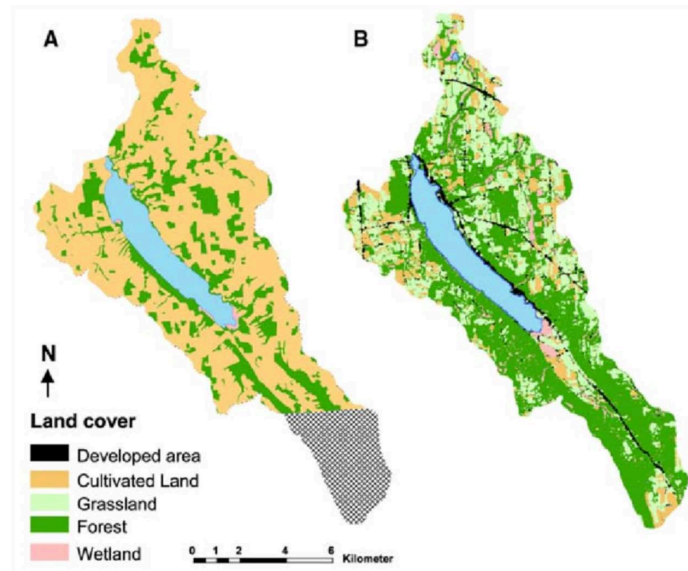 A
B
N
Land cover
Developed area
Cultivated Land
Grassland
Forest
Wetland
0 1 2 4 6
Kilometer